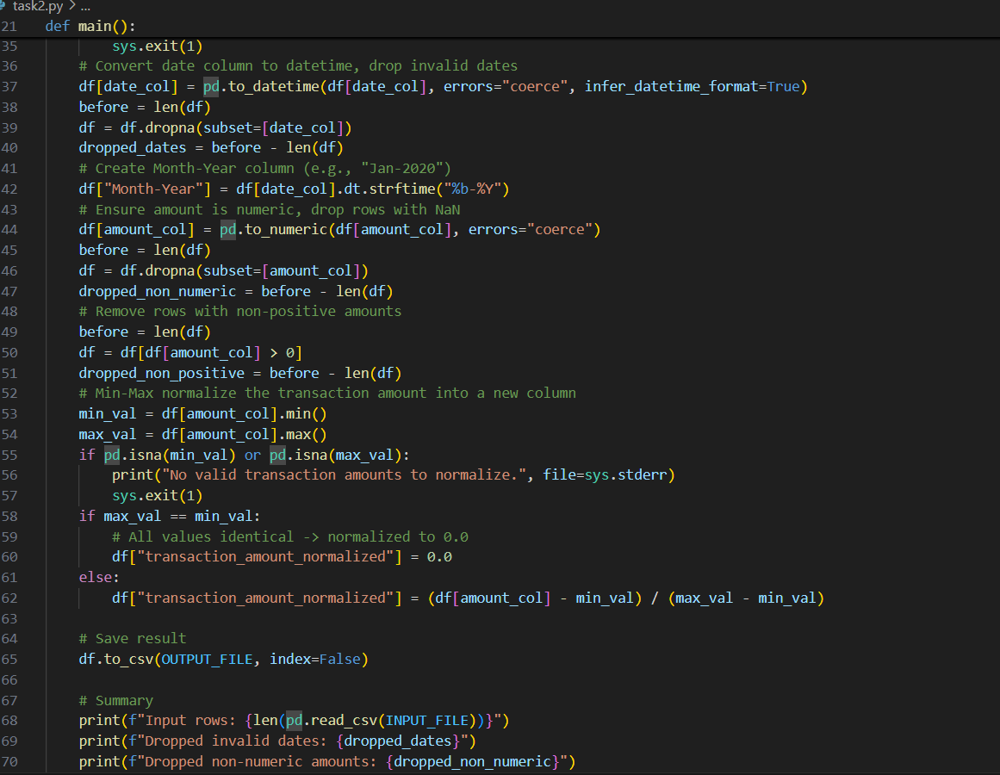 task2.py > ...
21 def main():
35 sys.exit(1)
36 # Convert date column to datetime, drop invalid dates
37 df[date_col] = pd.to_datetime(df[date_col], errors="coerce", infer_datetime_format=True)
38 before = len(df)
39 df = df.dropna(subset=[date_col])
40 dropped_dates = before - len(df)
41 # Create Month-Year column (e.g., "Jan-2020")
42 df["Month-Year"] = df[date_col].dt.strftime("%b-%Y")
43 # Ensure amount is numeric, drop rows with NaN
44 df[amount_col] = pd.to_numeric(df[amount_col], errors="coerce")
45 before = len(df)
46 df = df.dropna(subset=[amount_col])
47 dropped_non_numeric = before - len(df)
48 # Remove rows with non-positive amounts
49 before = len(df)
50 df = df[df[amount_col] > 0]
51 dropped_non_positive = before - len(df)
52 # Min-Max normalize the transaction amount into a new column
53 min_val = df[amount_col].min()
54 max_val = df[amount_col].max()
55 if pd.isna(min_val) or pd.isna(max_val):
56 print("No valid transaction amounts to normalize.", file=sys.stderr)
57 sys.exit(1)
58 if max_val == min_val:
59 # All values identical -> normalized to 0.0
60 df["transaction_amount_normalized"] = 0.0
61 else:
62 df["transaction_amount_normalized"] = (df[amount_col] - min_val) / (max_val - min_val)
63
64 # Save result
65 df.to_csv(OUTPUT_FILE, index=False)
66
67 # Summary
68 print(f"Input rows: {len(pd.read_csv(INPUT_FILE))}")
69 print(f"Dropped invalid dates: {dropped_dates}")
70 print(f"Dropped non-numeric amounts: {dropped_non_numeric}")